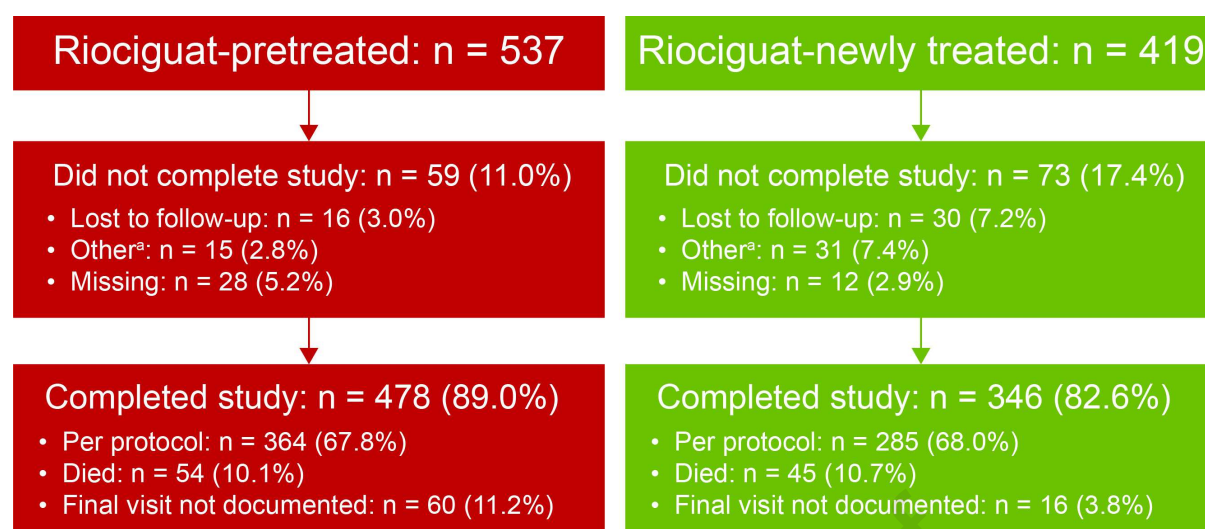 Riociguat-pretreated: n = 537
Did not complete study: n = 59 (11.0%)
• Lost to follow-up: n = 16 (3.0%)
• Otherᵃ: n = 15 (2.8%)
• Missing: n = 28 (5.2%)
Completed study: n = 478 (89.0%)
• Per protocol: n = 364 (67.8%)
• Died: n = 54 (10.1%)
• Final visit not documented: n = 60 (11.2%)
Riociguat-newly treated: n = 419
Did not complete study: n = 73 (17.4%)
• Lost to follow-up: n = 30 (7.2%)
• Otherᵃ: n = 31 (7.4%)
• Missing: n = 12 (2.9%)
Completed study: n = 346 (82.6%)
• Per protocol: n = 285 (68.0%)
• Died: n = 45 (10.7%)
• Final visit not documented: n = 16 (3.8%)